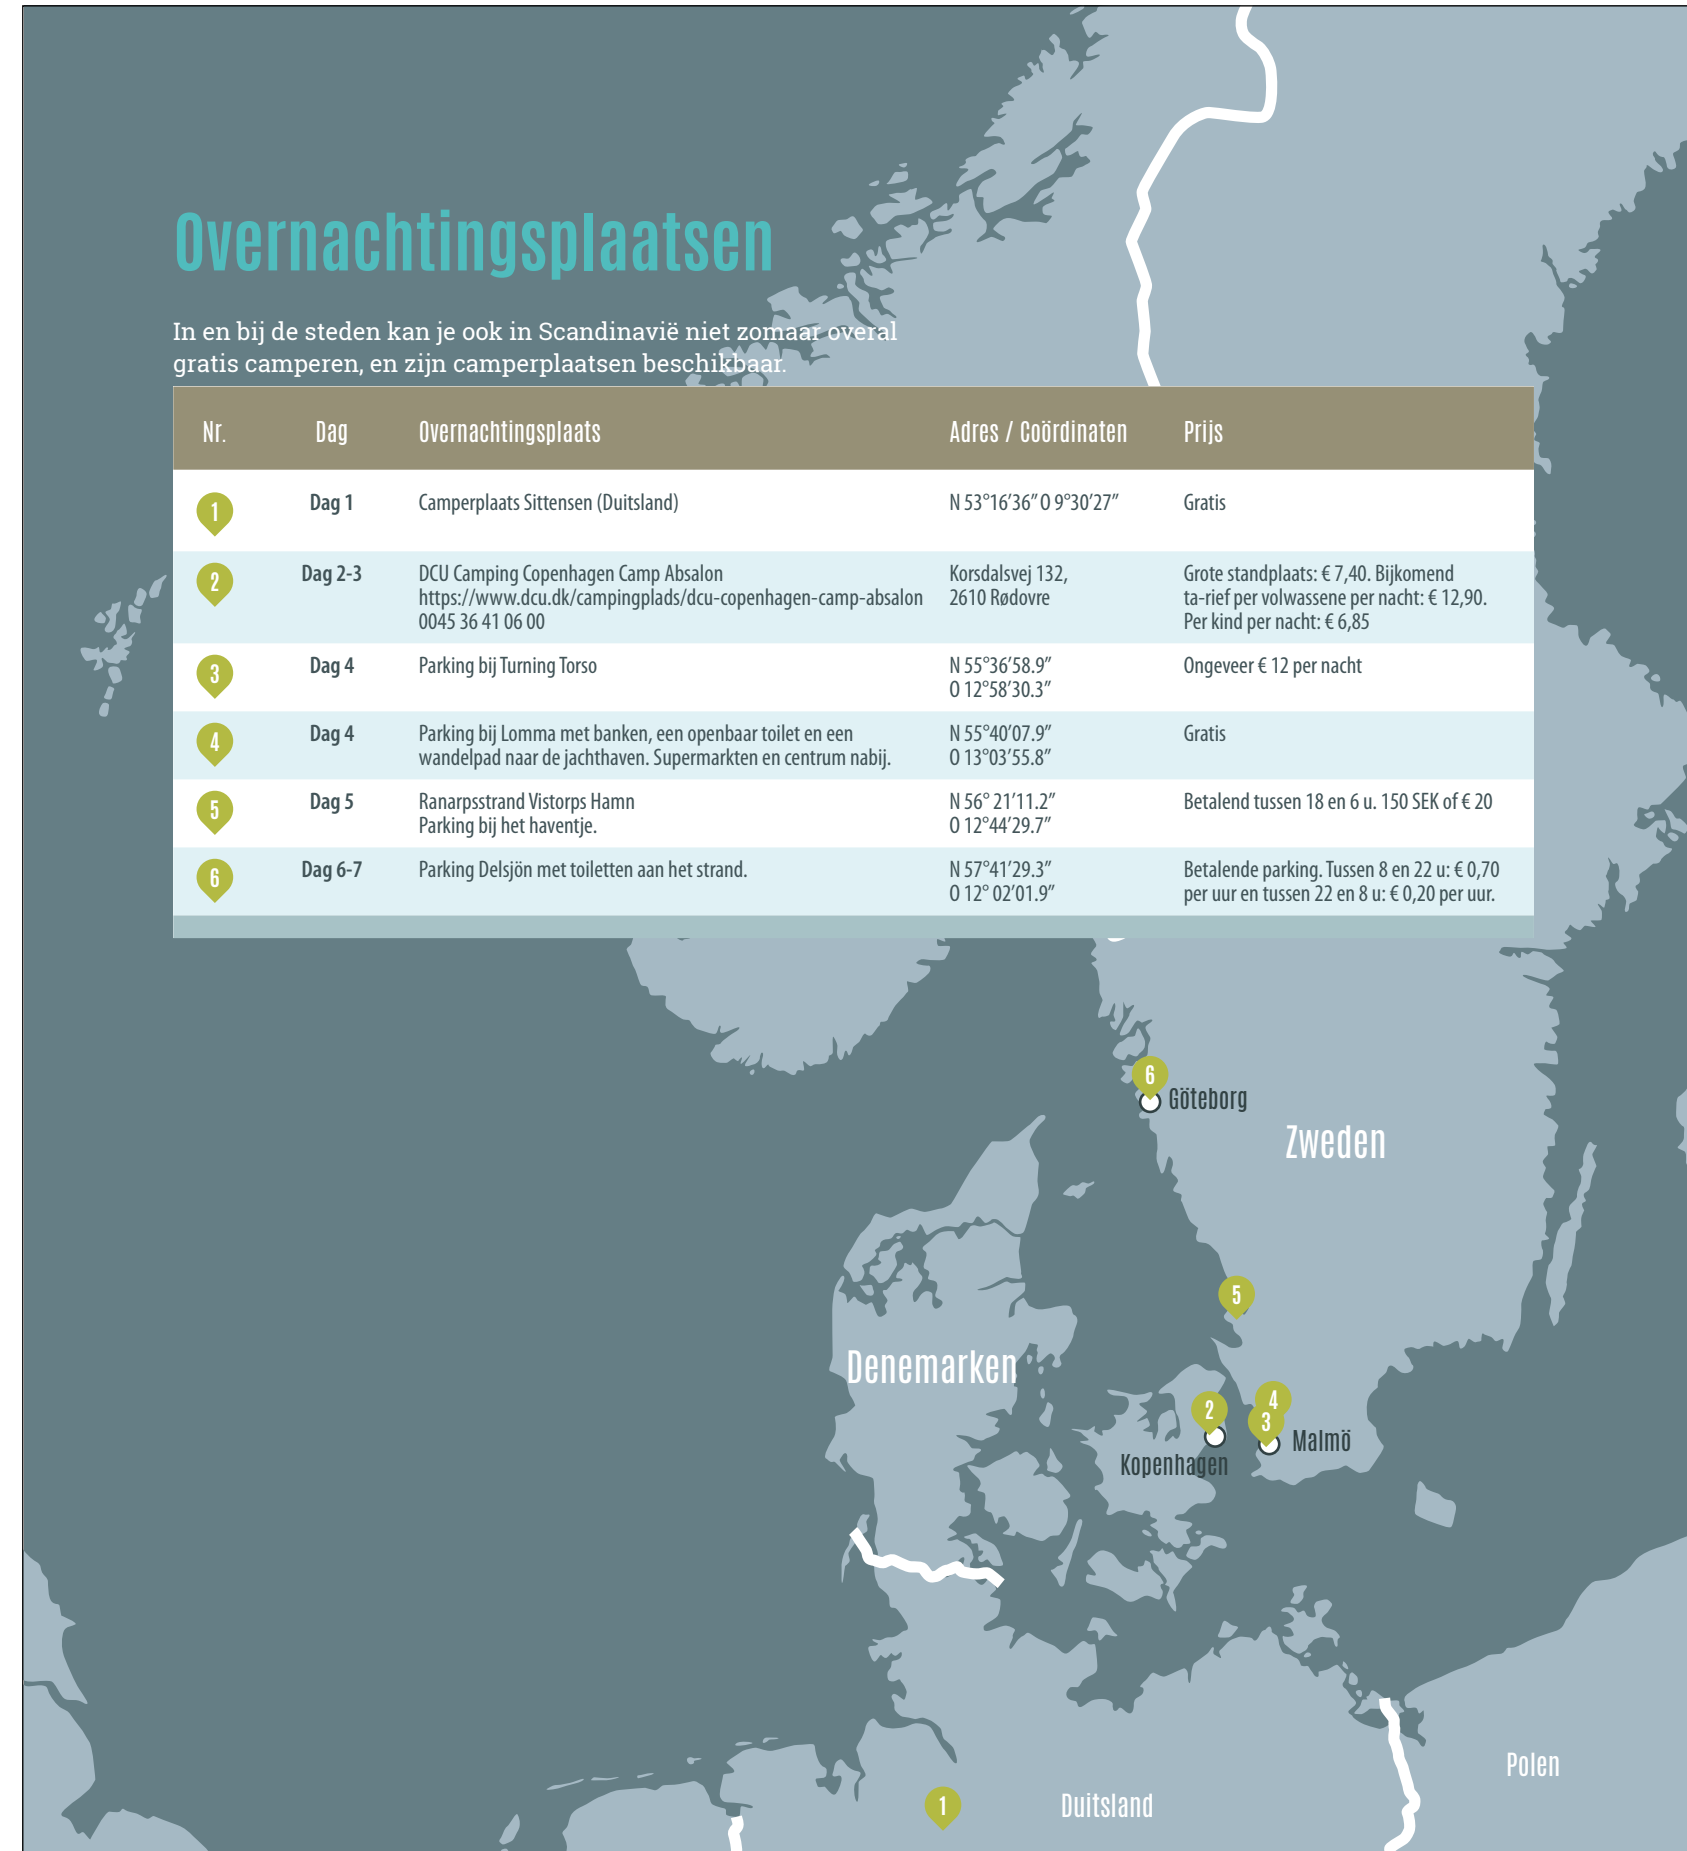 Overnachtingsplaatsen
In en bij de steden kan je ook in Scandinavië niet zomaar overal
gratis camperen, en zijn camperplaatsen beschikbaar.
Nr. Dag Overnachtingsplaats Adres / Coördinaten Prijs
1 Dag 1 Camperplaats Sittensen (Duitsland) N 53°16′36″ O 9°30′27″ Gratis
2 Dag 2-3 DCU Camping Copenhagen Camp Absalon Korsdalsvej 132, Grote standplaats: € 7,40. Bijkomend
https://www.dcu.dk/campingplads/dcu-copenhagen-camp-absalon 2610 Rødovre ta-rief per volwassene per nacht: € 12,90.
0045 36 41 06 00 Per kind per nacht: € 6,85
3 Dag 4 Parking bij Turning Torso N 55°36′58.9″ Ongeveer € 12 per nacht
O 12°58′30.3″
4 Dag 4 Parking bij Lomma met banken, een openbaar toilet en een N 55°40′07.9″ Gratis
wandelpad naar de jachthaven. Supermarkten en centrum nabij. O 13°03′55.8″
5 Dag 5 Ranarpsstrand Vistorps Hamn N 56° 21′11.2″ Betalend tussen 18 en 6 u. 150 SEK of € 20
Parking bij het haventje. O 12°44′29.7″
6 Dag 6-7 Parking Delsjön met toiletten aan het strand. N 57°41′29.3″ Betalende parking. Tussen 8 en 22 u: € 0,70
O 12° 02′01.9″ per uur en tussen 22 en 8 u: € 0,20 per uur.
6
Göteborg
Zweden
5
Denemarken
4
2
3
Malmö
Kopenhagen
Polen
1
Duitsland